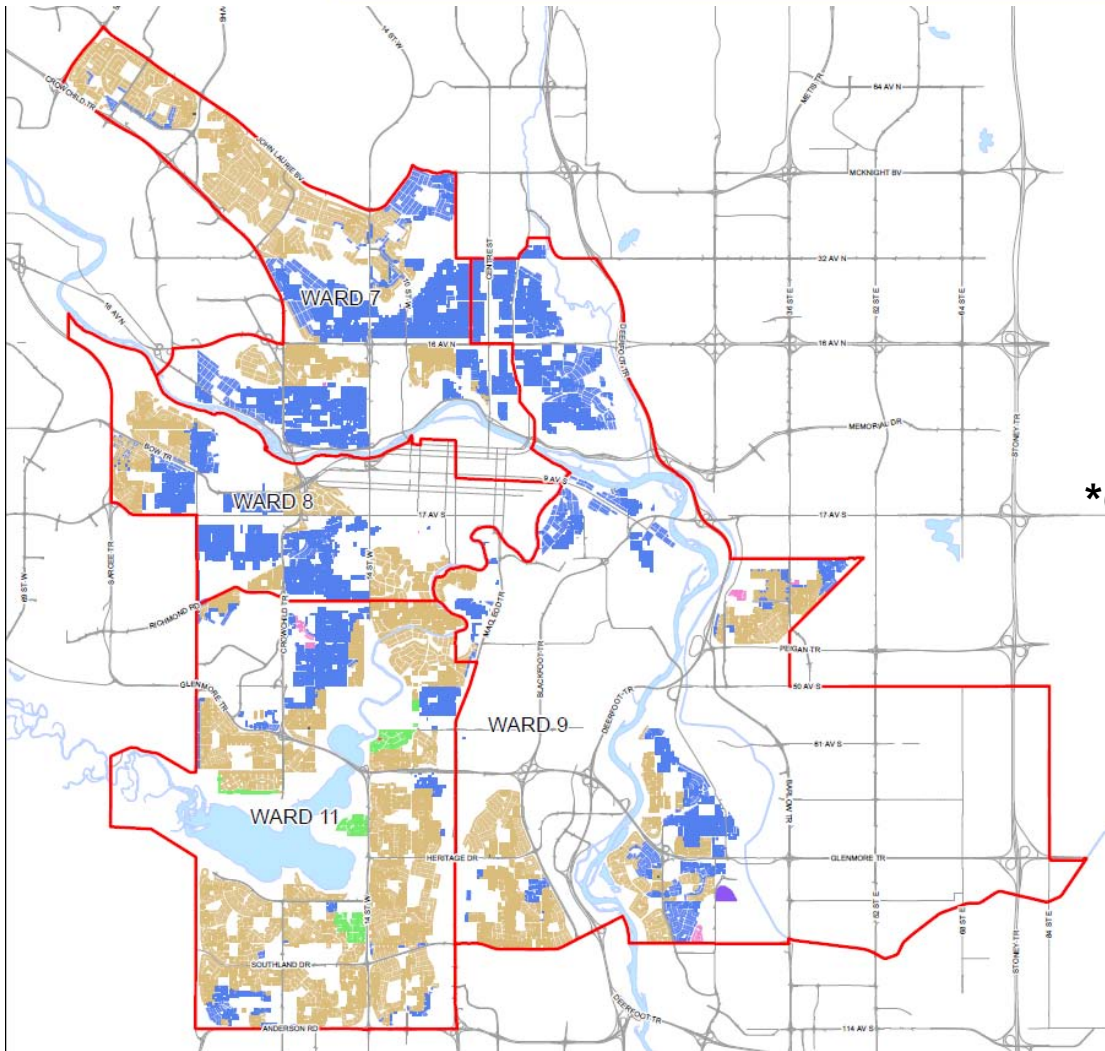 14 ST W
CROWCHILD TR
64 AV N
METIS TR
JOHN LAURIE BV
MCKNIGHT BV
CENTRE ST
32 AV N
36 ST E
52 ST E
64 ST E
WARD 7
10 ST W
16 AV N
16 AV N
16 AV N
DEERFOOT TR
MEMORIAL DR
STONEY TR
BOW TR
9 AV S
WARD 8
17 AV S
17 AV S
*
69 ST W
SARCEE TR
14 ST W
RICHMOND RD
CROWCHILD TR
MACLEOD TR
BLACKFOOT TR
PEIGAN TR
GLENMORE TR
50 AV S
WARD 9
DEERFOOT TR
61 AV S
BARLOW TR
WARD 11
HERITAGE DR
GLENMORE TR
14 ST W
52 ST E
68 ST E
84 ST E
STONEY TR
SOUTHLAND DR
DEERFOOT TR
ANDERSON RD
114 AV S